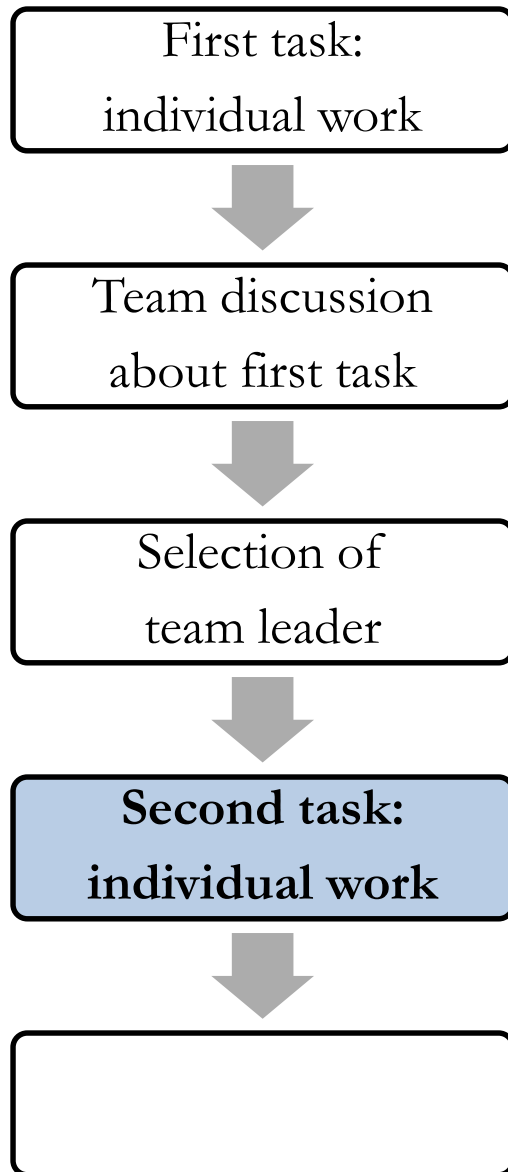 First task:
individual work
Team discussion
about first task
Selection of
team leader
Second task:
individual work